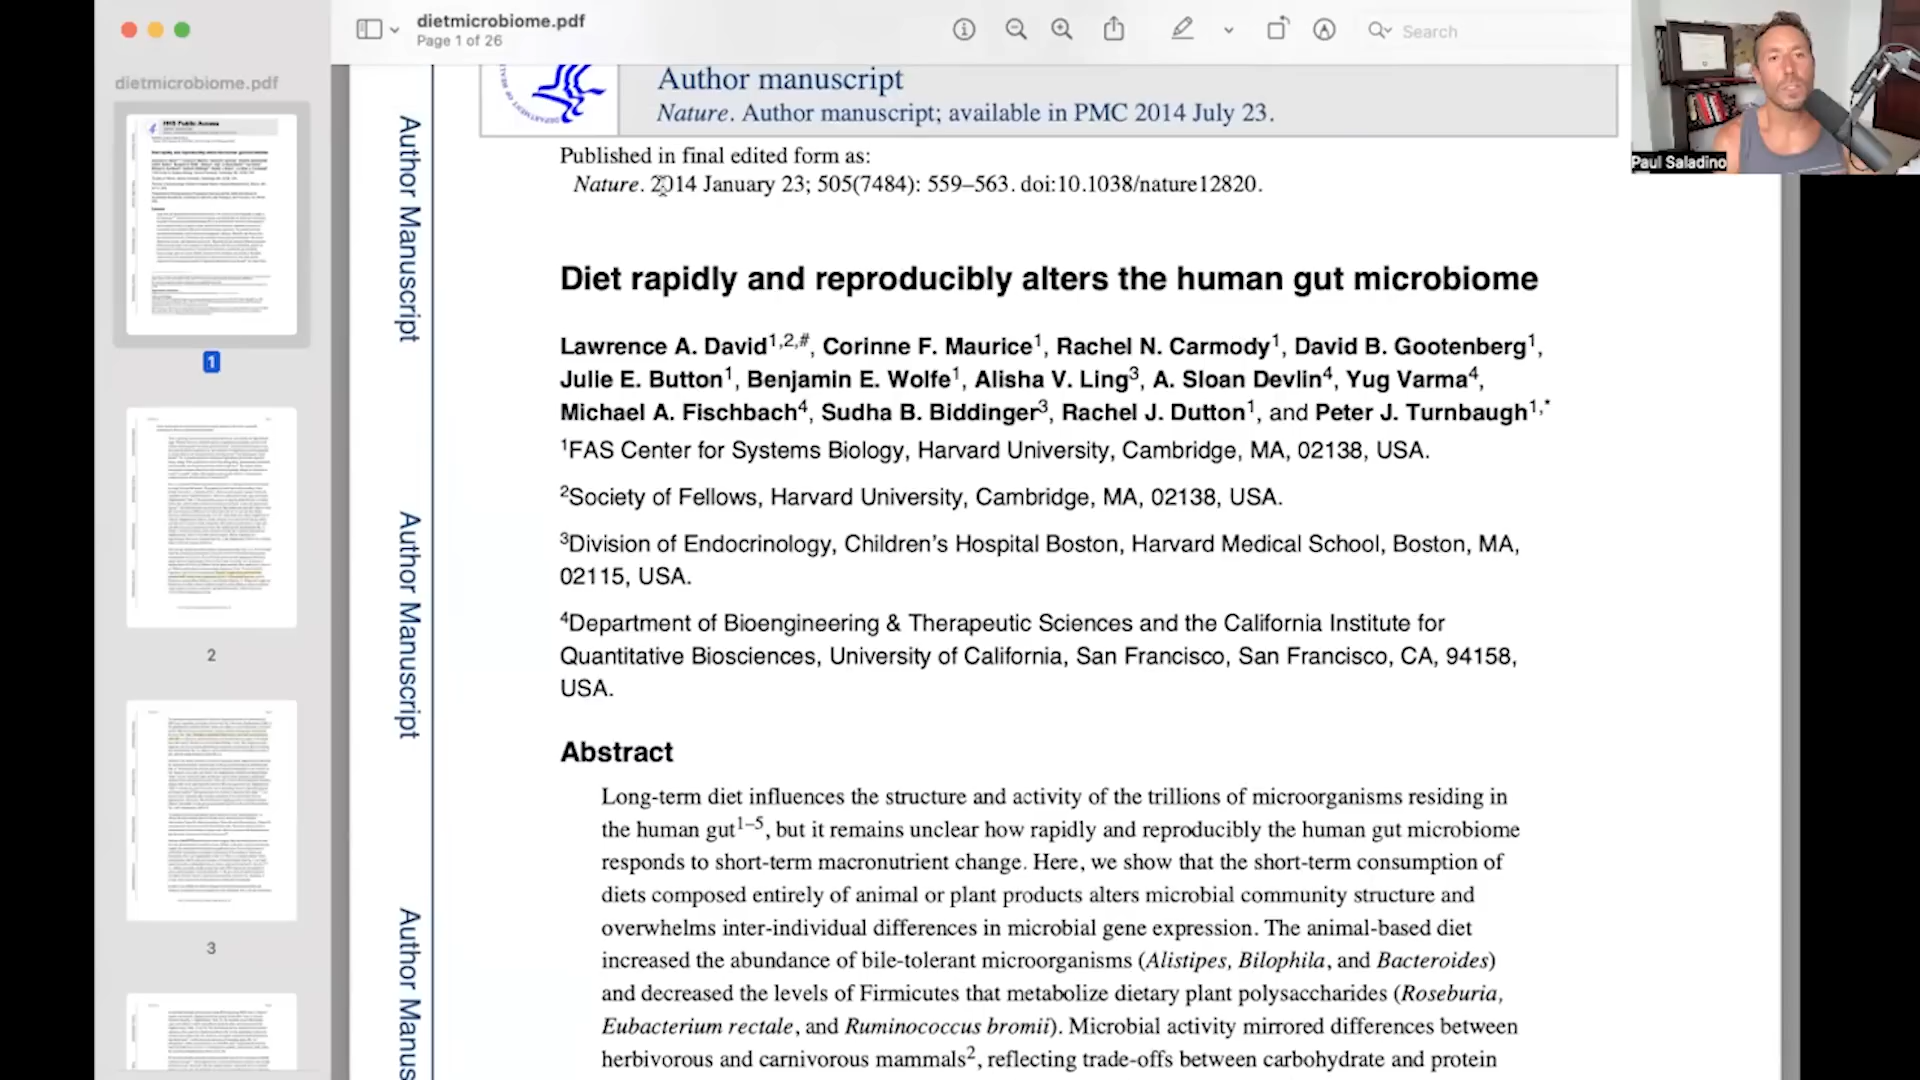 dietmicrobiome.pdf
Page 1 of 26
Search
dietmicrobiome.pdf
1
2
3
Paul Saladino
Author Manuscript
Author Manuscript
Author Manus
Author manuscript
Nature. Author manuscript; available in PMC 2014 July 23.
Published in final edited form as:
Nature. 2014 January 23; 505(7484): 559–563. doi:10.1038/nature12820.
Diet rapidly and reproducibly alters the human gut microbiome
Lawrence A. David1,2,#, Corinne F. Maurice1, Rachel N. Carmody1, David B. Gootenberg1,
Julie E. Button1, Benjamin E. Wolfe1, Alisha V. Ling3, A. Sloan Devlin4, Yug Varma4,
Michael A. Fischbach4, Sudha B. Biddinger3, Rachel J. Dutton1, and Peter J. Turnbaugh1,*
1FAS Center for Systems Biology, Harvard University, Cambridge, MA, 02138, USA.
2Society of Fellows, Harvard University, Cambridge, MA, 02138, USA.
3Division of Endocrinology, Children’s Hospital Boston, Harvard Medical School, Boston, MA,
02115, USA.
4Department of Bioengineering & Therapeutic Sciences and the California Institute for
Quantitative Biosciences, University of California, San Francisco, San Francisco, CA, 94158,
USA.
Abstract
Long-term diet influences the structure and activity of the trillions of microorganisms residing in
the human gut1–5, but it remains unclear how rapidly and reproducibly the human gut microbiome
responds to short-term macronutrient change. Here, we show that the short-term consumption of
diets composed entirely of animal or plant products alters microbial community structure and
overwhelms inter-individual differences in microbial gene expression. The animal-based diet
increased the abundance of bile-tolerant microorganisms (Alistipes, Bilophila, and Bacteroides)
and decreased the levels of Firmicutes that metabolize dietary plant polysaccharides (Roseburia,
Eubacterium rectale, and Ruminococcus bromii). Microbial activity mirrored differences between
herbivorous and carnivorous mammals2, reflecting trade-offs between carbohydrate and protein